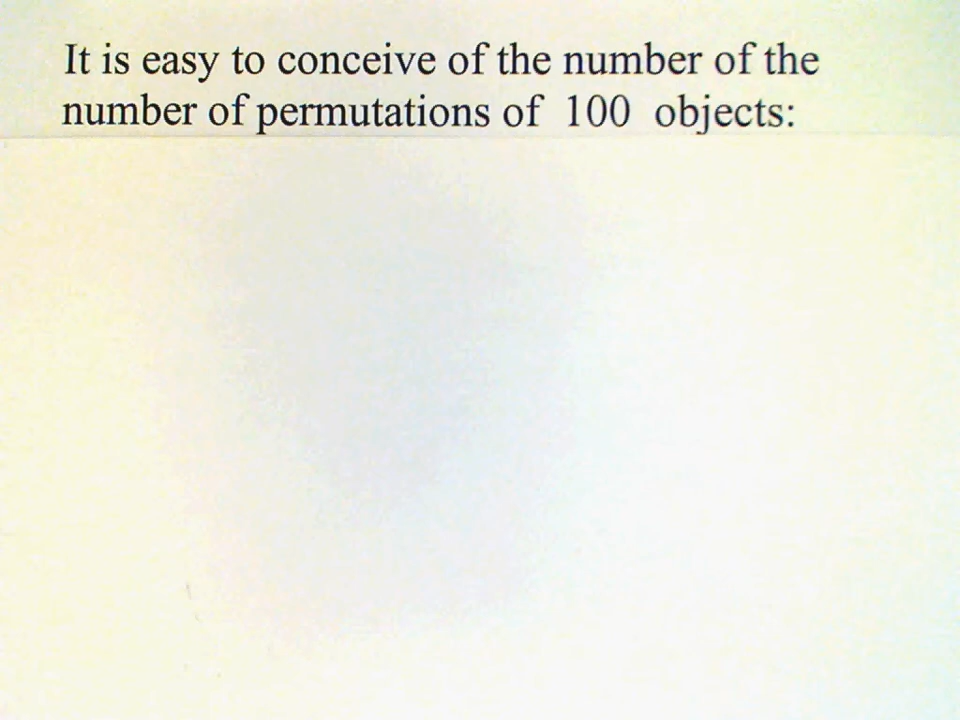 It is easy to conceive of the number of the
number of permutations of 100 objects: